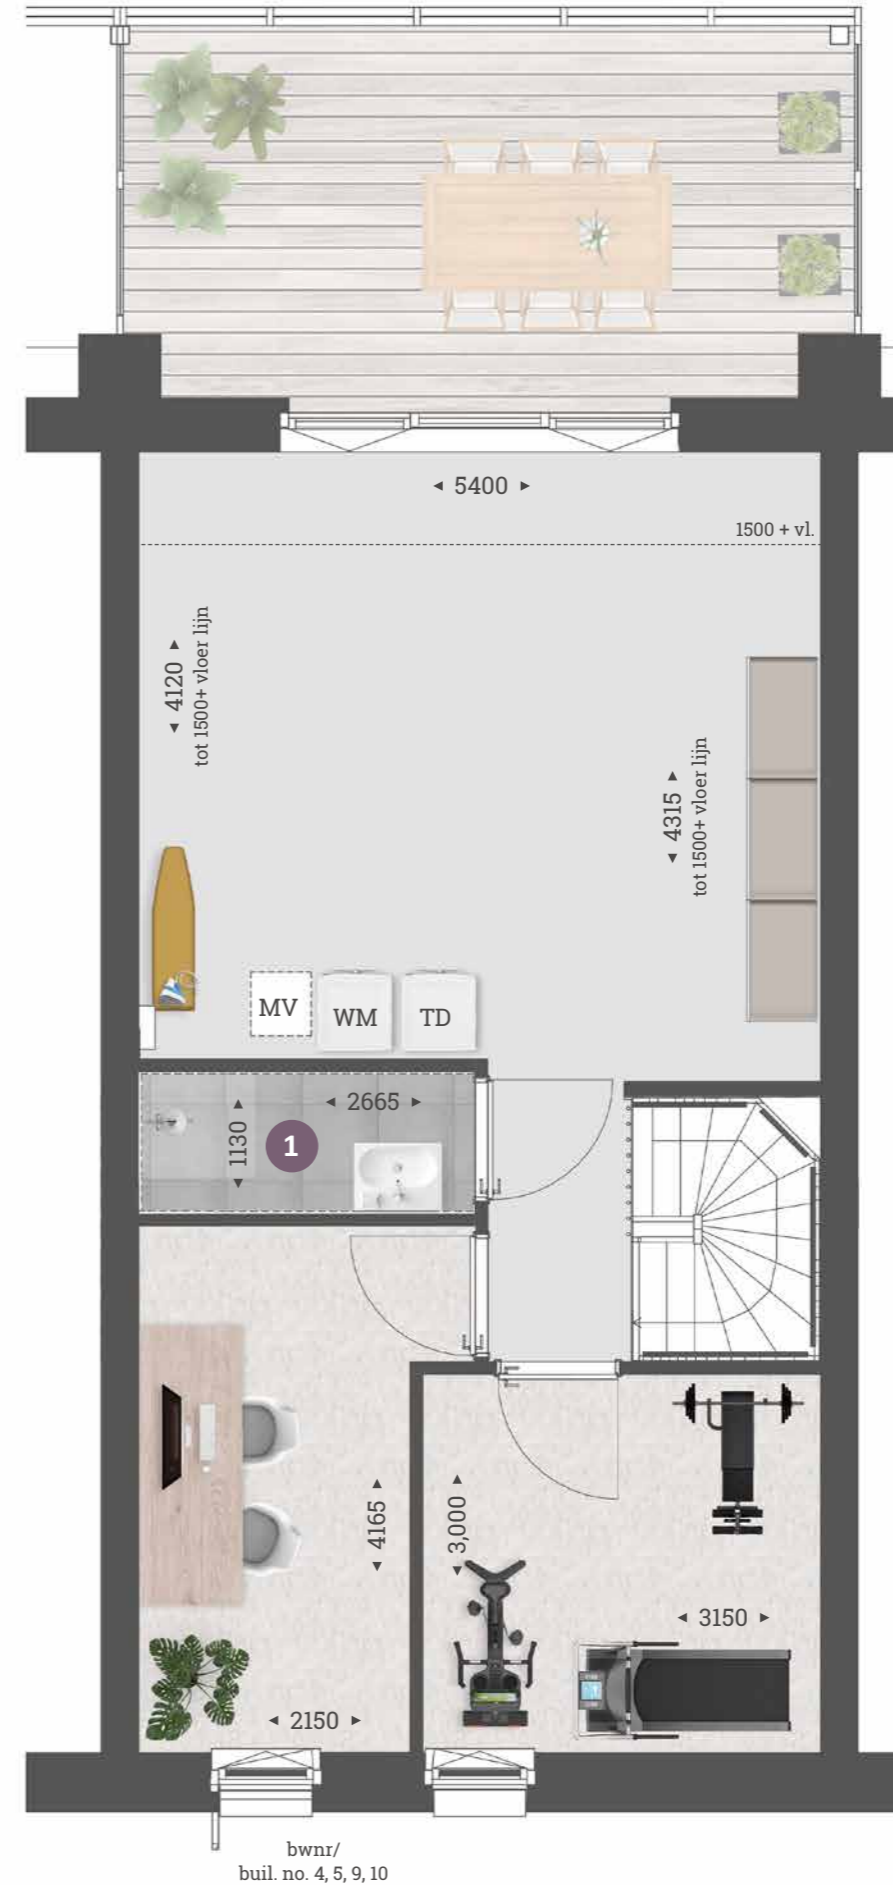 5400
1500 + vl.
4120
tot 1500+ vloer lijn
4315
tot 1500+ vloer lijn
MV
WM
TD
2665
1130
1
4165
3,000
3150
2150
bwnr/
buil. no. 4, 5, 9, 10